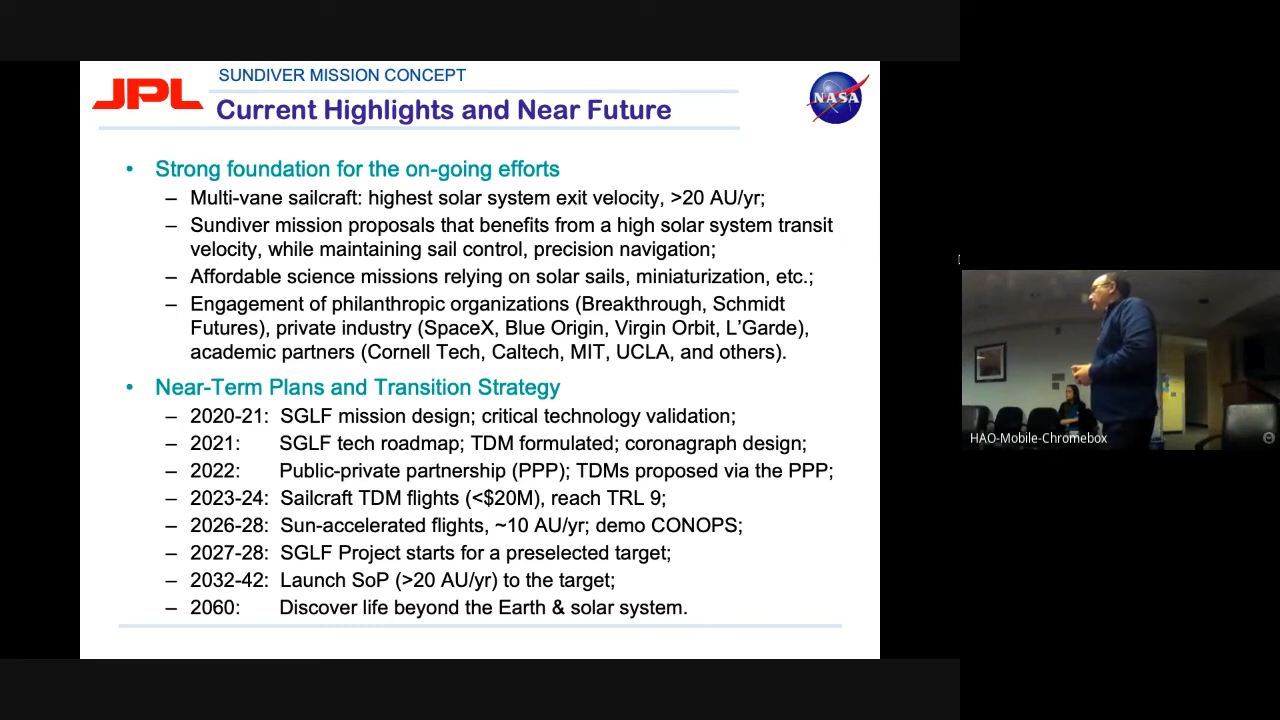 JPL
SUNDIVER MISSION CONCEPT
Current Highlights and Near Future
NASA
• Strong foundation for the on-going efforts
– Multi-vane sailcraft: highest solar system exit velocity, >20 AU/yr;
– Sundiver mission proposals that benefits from a high solar system transit
velocity, while maintaining sail control, precision navigation;
– Affordable science missions relying on solar sails, miniaturization, etc.;
– Engagement of philanthropic organizations (Breakthrough, Schmidt
Futures), private industry (SpaceX, Blue Origin, Virgin Orbit, L’Garde),
academic partners (Cornell Tech, Caltech, MIT, UCLA, and others).
• Near-Term Plans and Transition Strategy
– 2020-21: SGLF mission design; critical technology validation;
– 2021: SGLF tech roadmap; TDM formulated; coronagraph design;
– 2022: Public-private partnership (PPP); TDMs proposed via the PPP;
– 2023-24: Sailcraft TDM flights (<$20M), reach TRL 9;
– 2026-28: Sun-accelerated flights, ~10 AU/yr; demo CONOPS;
– 2027-28: SGLF Project starts for a preselected target;
– 2032-42: Launch SoP (>20 AU/yr) to the target;
– 2060: Discover life beyond the Earth & solar system.
HAO-Mobile-Chromebox